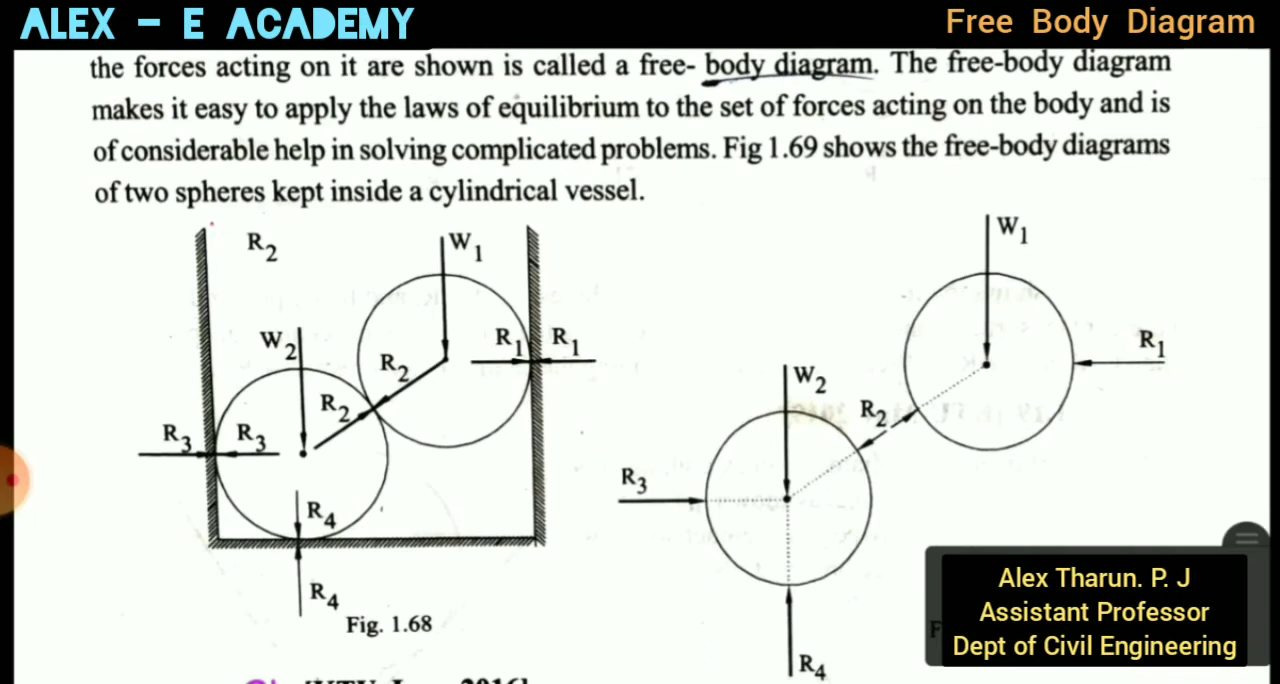 ALEX – E ACADEMY
Free Body Diagram
the forces acting on it are shown is called a free- body diagram. The free-body diagram
makes it easy to apply the laws of equilibrium to the set of forces acting on the body and is
of considerable help in solving complicated problems. Fig 1.69 shows the free-body diagrams
of two spheres kept inside a cylindrical vessel.
R2
W1
W2
R2
R1
R1
R2
R3
R3
R4
R4
Fig. 1.68
W1
R1
W2
R2
R3
R4
Alex Tharun. P. J
Assistant Professor
Dept of Civil Engineering